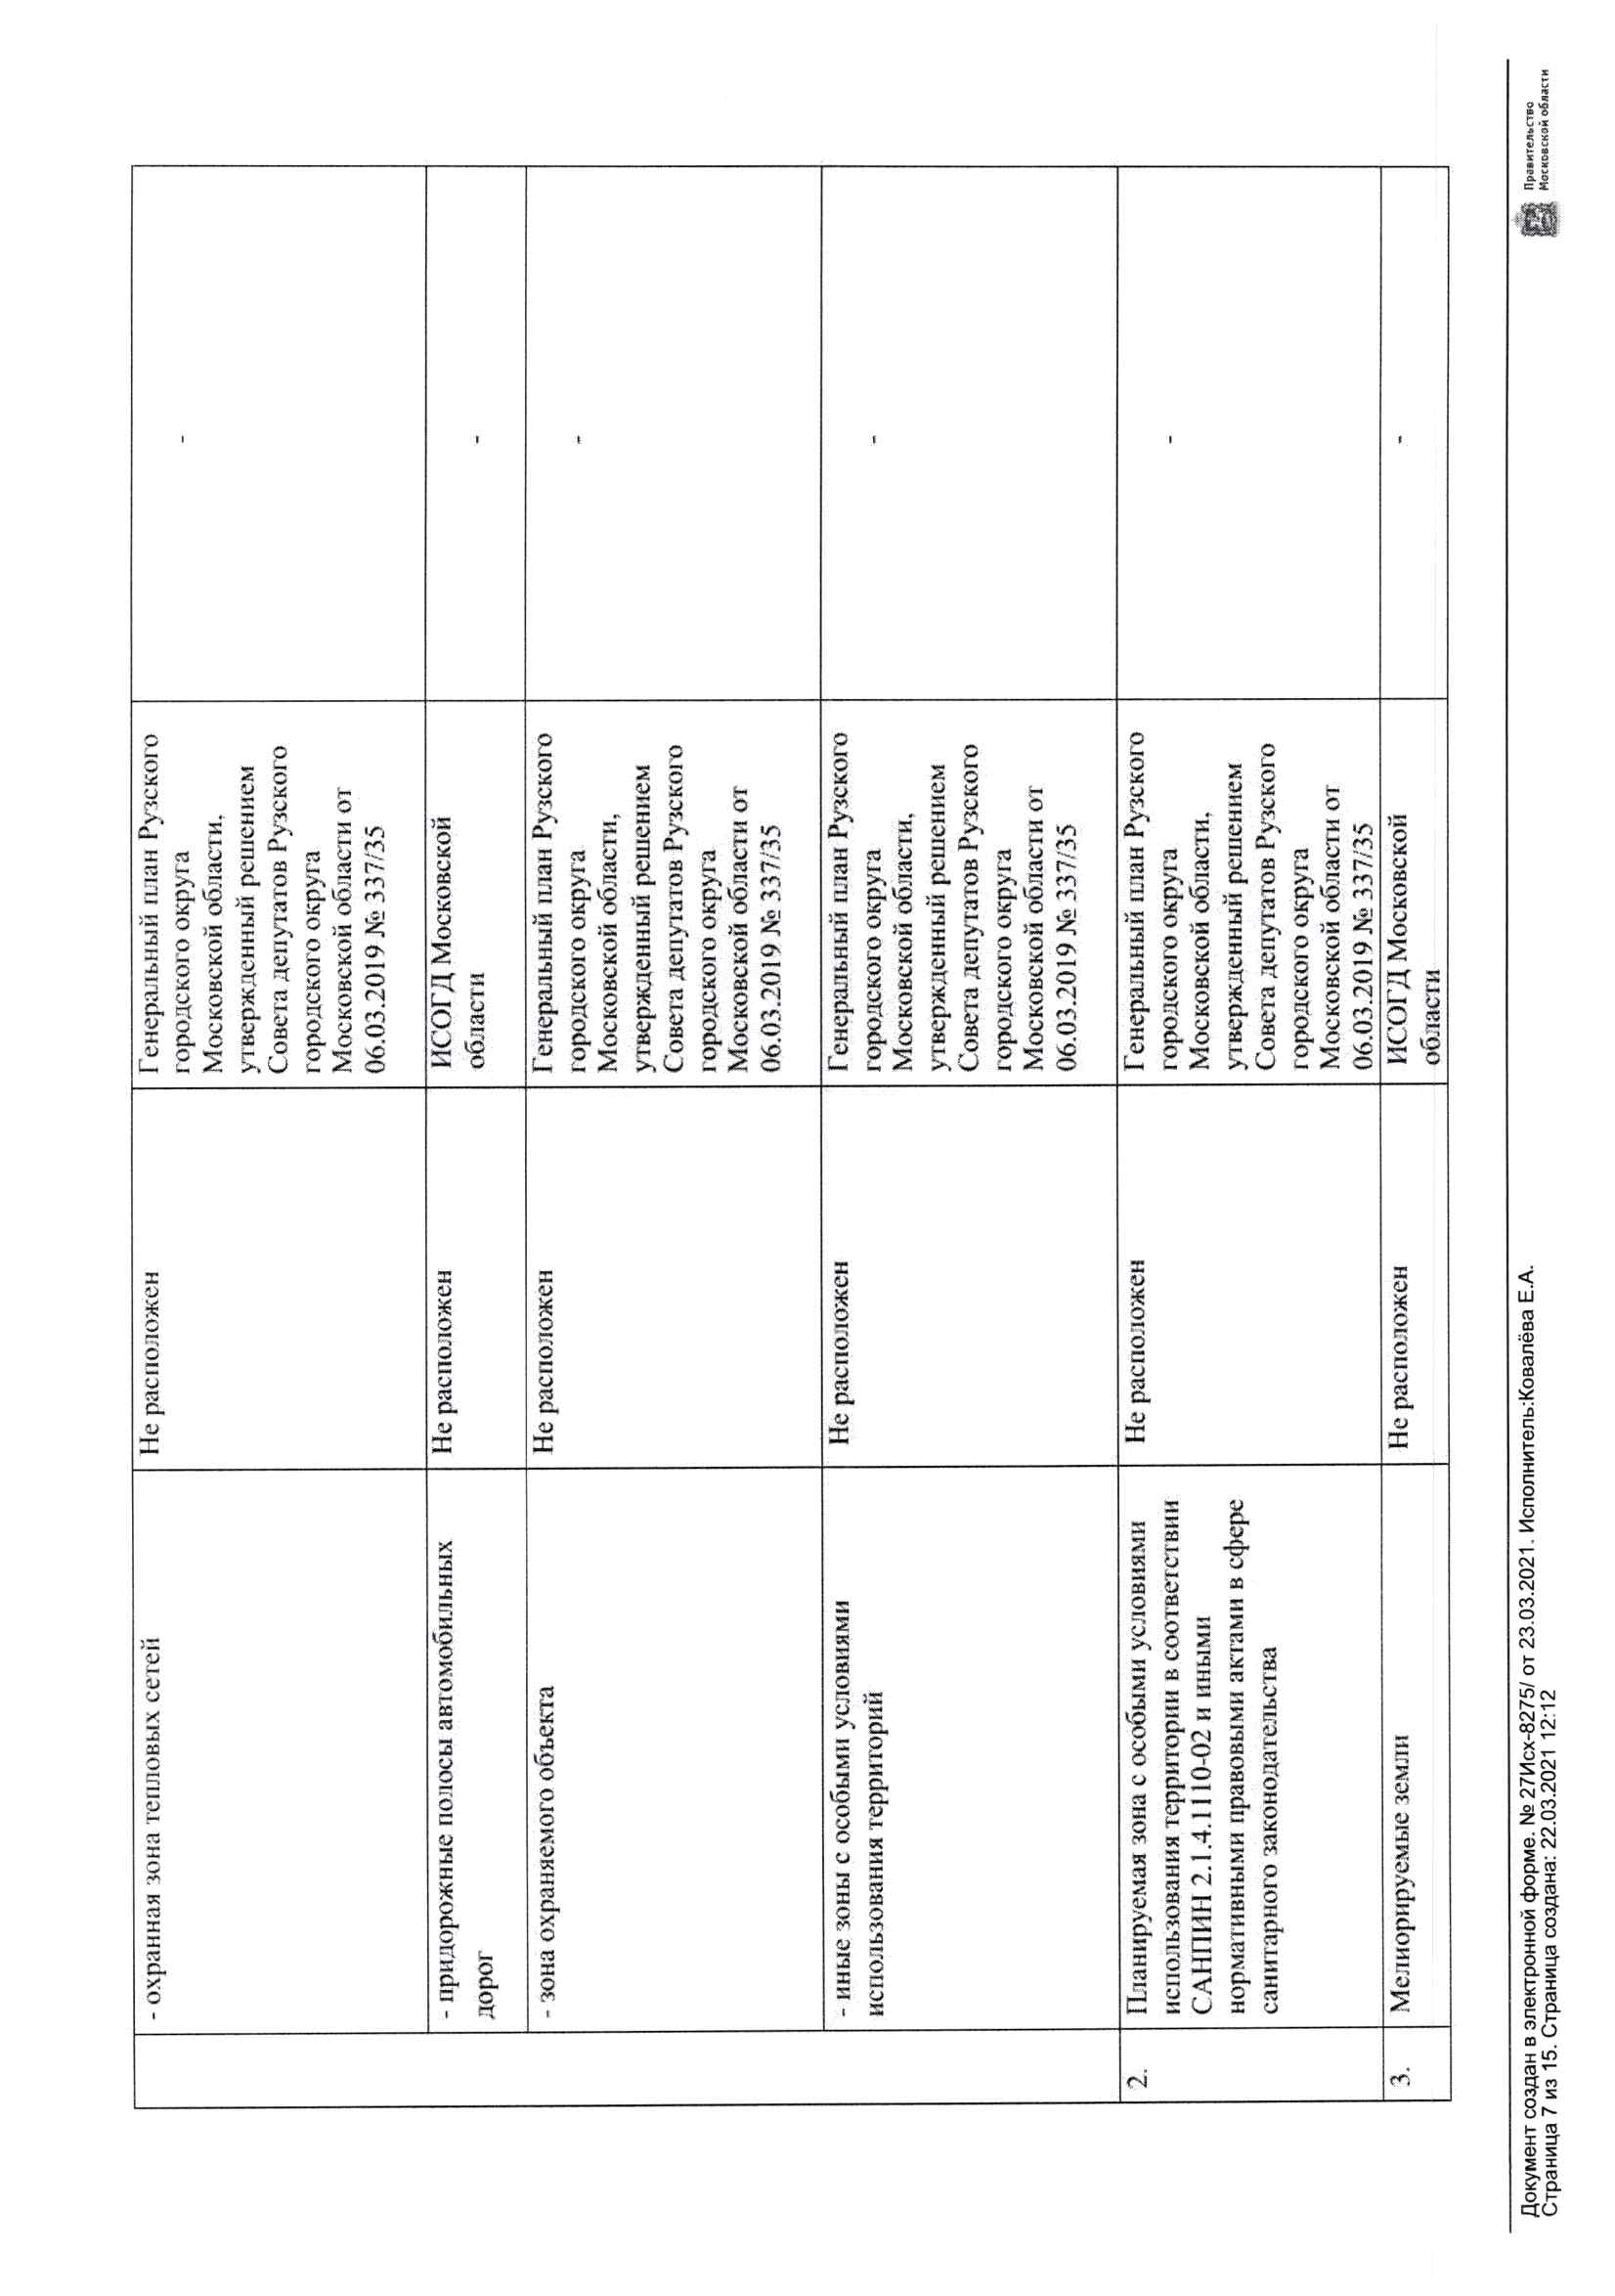 - охранная зона тепловых сетей
Не расположен
Генеральный план Рузского
городского округа
Московской области,
утвержденный решением
Совета депутатов Рузского
городского округа
Московской области от
06.03.2019 № 337/35
-
- придорожные полосы автомобильных
дорог
Не расположен
ИСОГД Московской
области
-
- зона охраняемого объекта
Не расположен
Генеральный план Рузского
городского округа
Московской области,
утвержденный решением
Совета депутатов Рузского
городского округа
Московской области от
06.03.2019 № 337/35
-
- иные зоны с особыми условиями
использования территорий
Не расположен
Генеральный план Рузского
городского округа
Московской области,
утвержденный решением
Совета депутатов Рузского
городского округа
Московской области от
06.03.2019 № 337/35
-
2.
Планируемая зона с особыми условиями
использования территории в соответствии
САНПИН 2.1.4.1110-02 и иными
нормативными правовыми актами в сфере
санитарного законодательства
Не расположен
Генеральный план Рузского
городского округа
Московской области,
утвержденный решением
Совета депутатов Рузского
городского округа
Московской области от
06.03.2019 № 337/35
-
3.
Мелиорируемые земли
Не расположен
ИСОГД Московской
области
-
Документ создан в электронной форме. № 27Исх-8275/ от 23.03.2021. Исполнитель:Ковалёва Е.А.
Страница 7 из 15. Страница создана: 22.03.2021 12:12
Правительство
Московской области